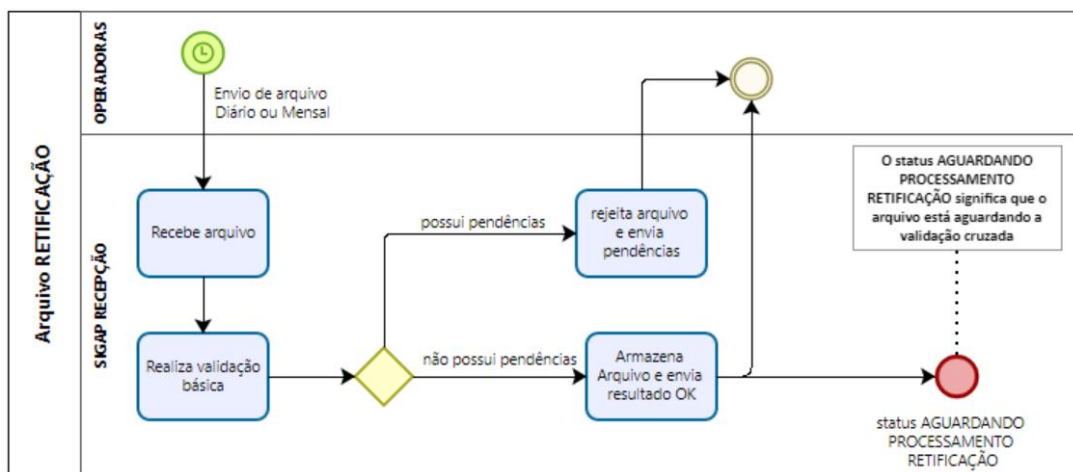 Arquivo RETIFICAÇÃO
OPERADORAS
Envio de arquivo
Diário ou Mensal
SIGAP RECEPÇÃO
Recebe arquivo
Realiza validação
básica
possui pendências
rejeita arquivo
e envia
pendências
não possui pendências
Armazena
Arquivo e envia
resultado OK
O status AGUARDANDO
PROCESSAMENTO
RETIFICAÇÃO significa que o
arquivo está aguardando a
validação cruzada
status AGUARDANDO
PROCESSAMENTO
RETIFICAÇÃO